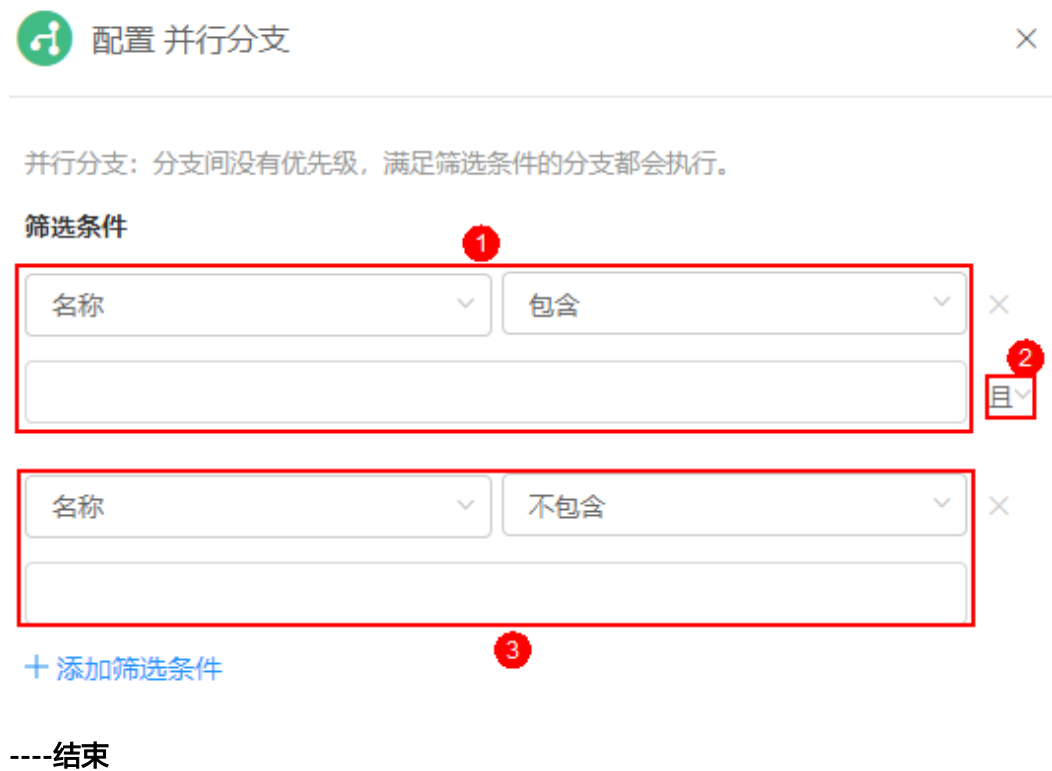 配置 并行分支
并行分支：分支间没有优先级，满足筛选条件的分支都会执行。
筛选条件
1
名称 包含
2
且
名称 不包含
3
添加筛选条件
----结束